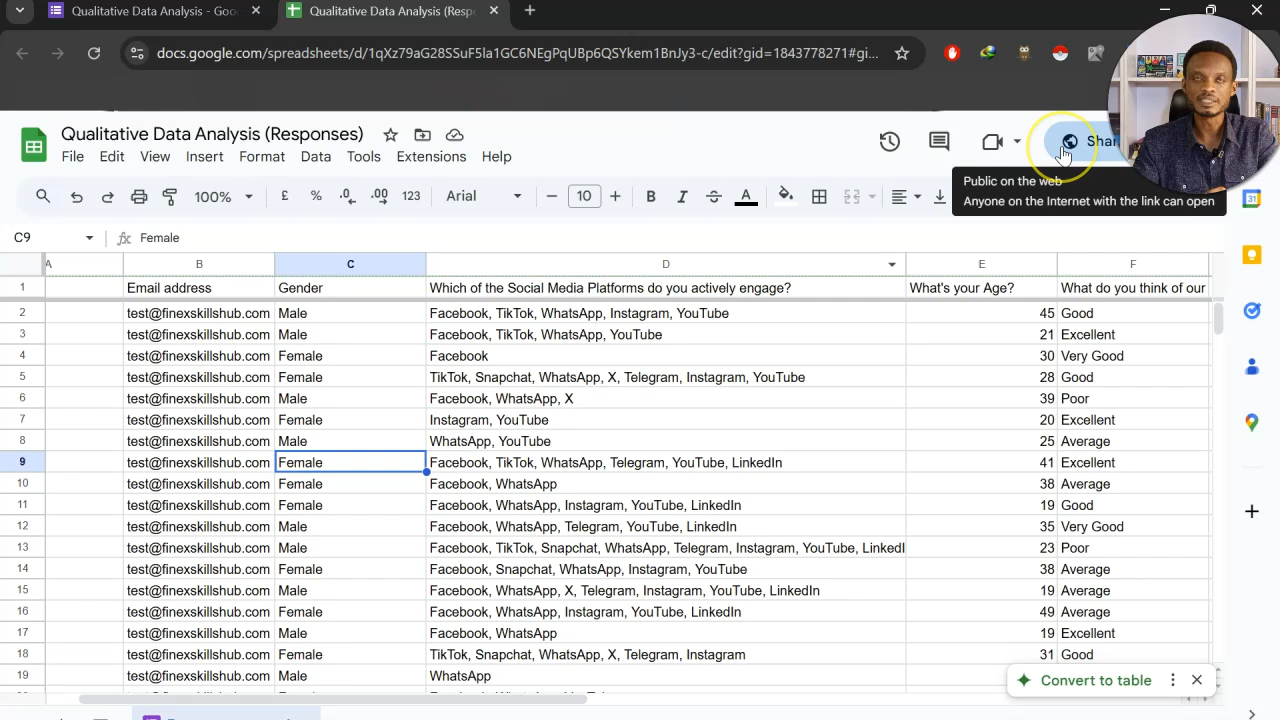 Qualitative Data Analysis - Goo
Qualitative Data Analysis (Resp
docs.google.com/spreadsheets/d/1qXz79aG28SSuF5la1GC6NEgPqUBp6QSYkem1BnJy3-c/edit?gid=1843778271#gi...
Qualitative Data Analysis (Responses)
File Edit View Insert Format Data Tools Extensions Help
Shar
100% £ % .0 .00 123 Arial 10 B I S A
Public on the web
Anyone on the Internet with the link can open
31
C9 fx Female
A B C D E F
1 Email address Gender Which of the Social Media Platforms do you actively engage? What's your Age? What do you think of our
2 test@finexskillshub.com Male Facebook, TikTok, WhatsApp, Instagram, YouTube 45 Good
3 test@finexskillshub.com Male Facebook, TikTok, WhatsApp, YouTube 21 Excellent
4 test@finexskillshub.com Female Facebook 30 Very Good
5 test@finexskillshub.com Female TikTok, Snapchat, WhatsApp, X, Telegram, Instagram, YouTube 28 Good
6 test@finexskillshub.com Male Facebook, WhatsApp, X 39 Poor
7 test@finexskillshub.com Female Instagram, YouTube 20 Excellent
8 test@finexskillshub.com Male WhatsApp, YouTube 25 Average
9 test@finexskillshub.com Female Facebook, TikTok, WhatsApp, Telegram, YouTube, LinkedIn 41 Excellent
10 test@finexskillshub.com Female Facebook, WhatsApp 38 Average
11 test@finexskillshub.com Female Facebook, WhatsApp, Instagram, YouTube, LinkedIn 19 Good
12 test@finexskillshub.com Male Facebook, WhatsApp, Telegram, YouTube, LinkedIn 35 Very Good
13 test@finexskillshub.com Male Facebook, TikTok, Snapchat, WhatsApp, Telegram, Instagram, YouTube, LinkedI 23 Poor
14 test@finexskillshub.com Female Facebook, Snapchat, WhatsApp, Instagram, YouTube 38 Average
15 test@finexskillshub.com Male Facebook, WhatsApp, X, Telegram, Instagram, YouTube, LinkedIn 19 Average
16 test@finexskillshub.com Female Facebook, WhatsApp, Instagram, YouTube, LinkedIn 49 Average
17 test@finexskillshub.com Male Facebook, WhatsApp 19 Excellent
18 test@finexskillshub.com Female TikTok, Snapchat, WhatsApp, X, Telegram, Instagram 31 Good
19 test@finexskillshub.com Male WhatsApp
Convert to table